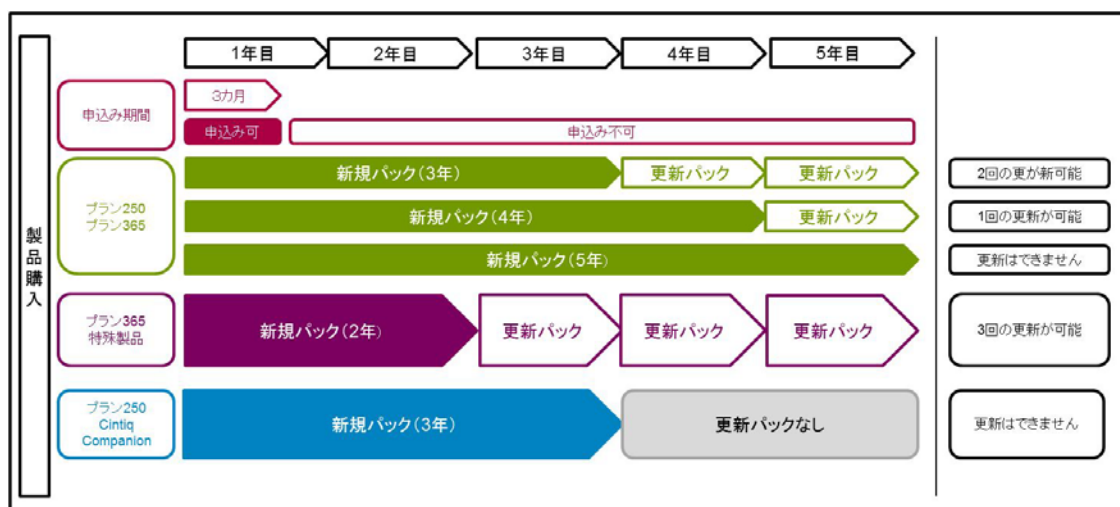 製品購入
1年目
2年目
3年目
4年目
5年目
申込み期間
3カ月
申込み可
申込み不可
プラン250
プラン365
新規パック(3年)
更新パック
更新パック
2回の更が新可能
新規パック(4年)
更新パック
1回の更新が可能
新規パック(5年)
更新はできません
プラン365
特殊製品
新規パック(2年)
更新パック
更新パック
更新パック
3回の更新が可能
プラン250
Cintiq
Companion
新規パック(3年)
更新パックなし
更新はできません